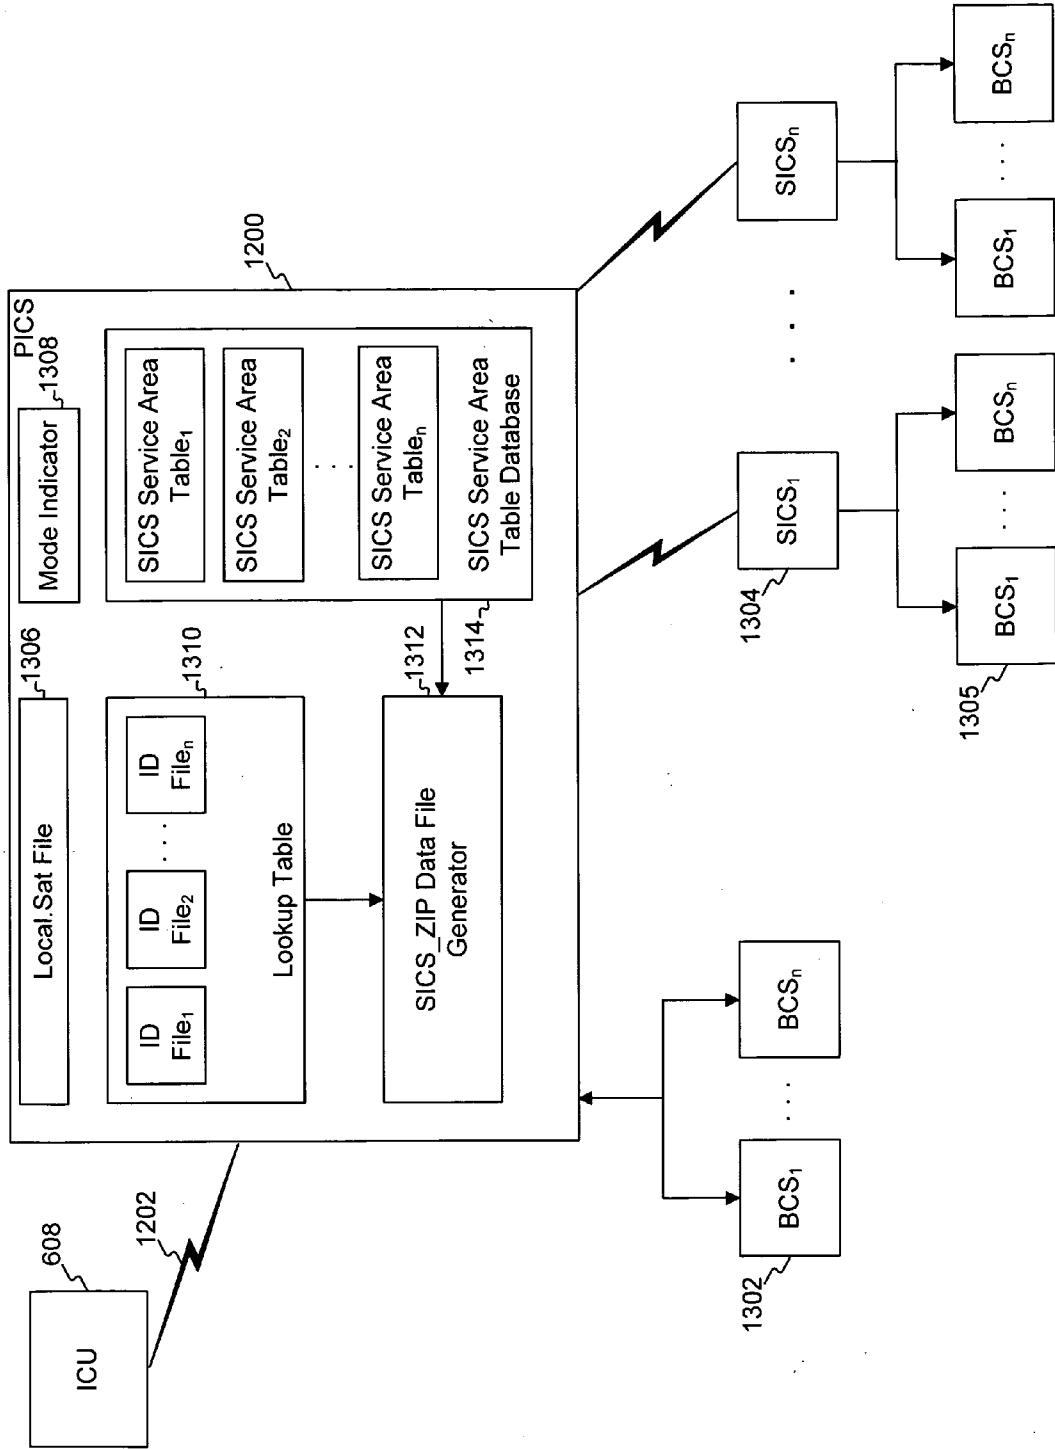 PICS
1200
Local.Sat File
1306
Mode Indicator
1308
ID
File₁
ID
File₂
. . .
ID
Fileₙ
Lookup Table
1310
SICS Service Area
Table₁
SICS Service Area
Table₂
. . .
SICS Service Area
Tableₙ
SICS Service Area
Table Database
1314
SICS_ZIP Data File
Generator
1312
ICU
608
1202
BCS₁
. . .
BCSₙ
1302
SICS₁
1304
. . .
SICSₙ
BCS₁
. . .
BCSₙ
1305
BCS₁
. . .
BCSₙ